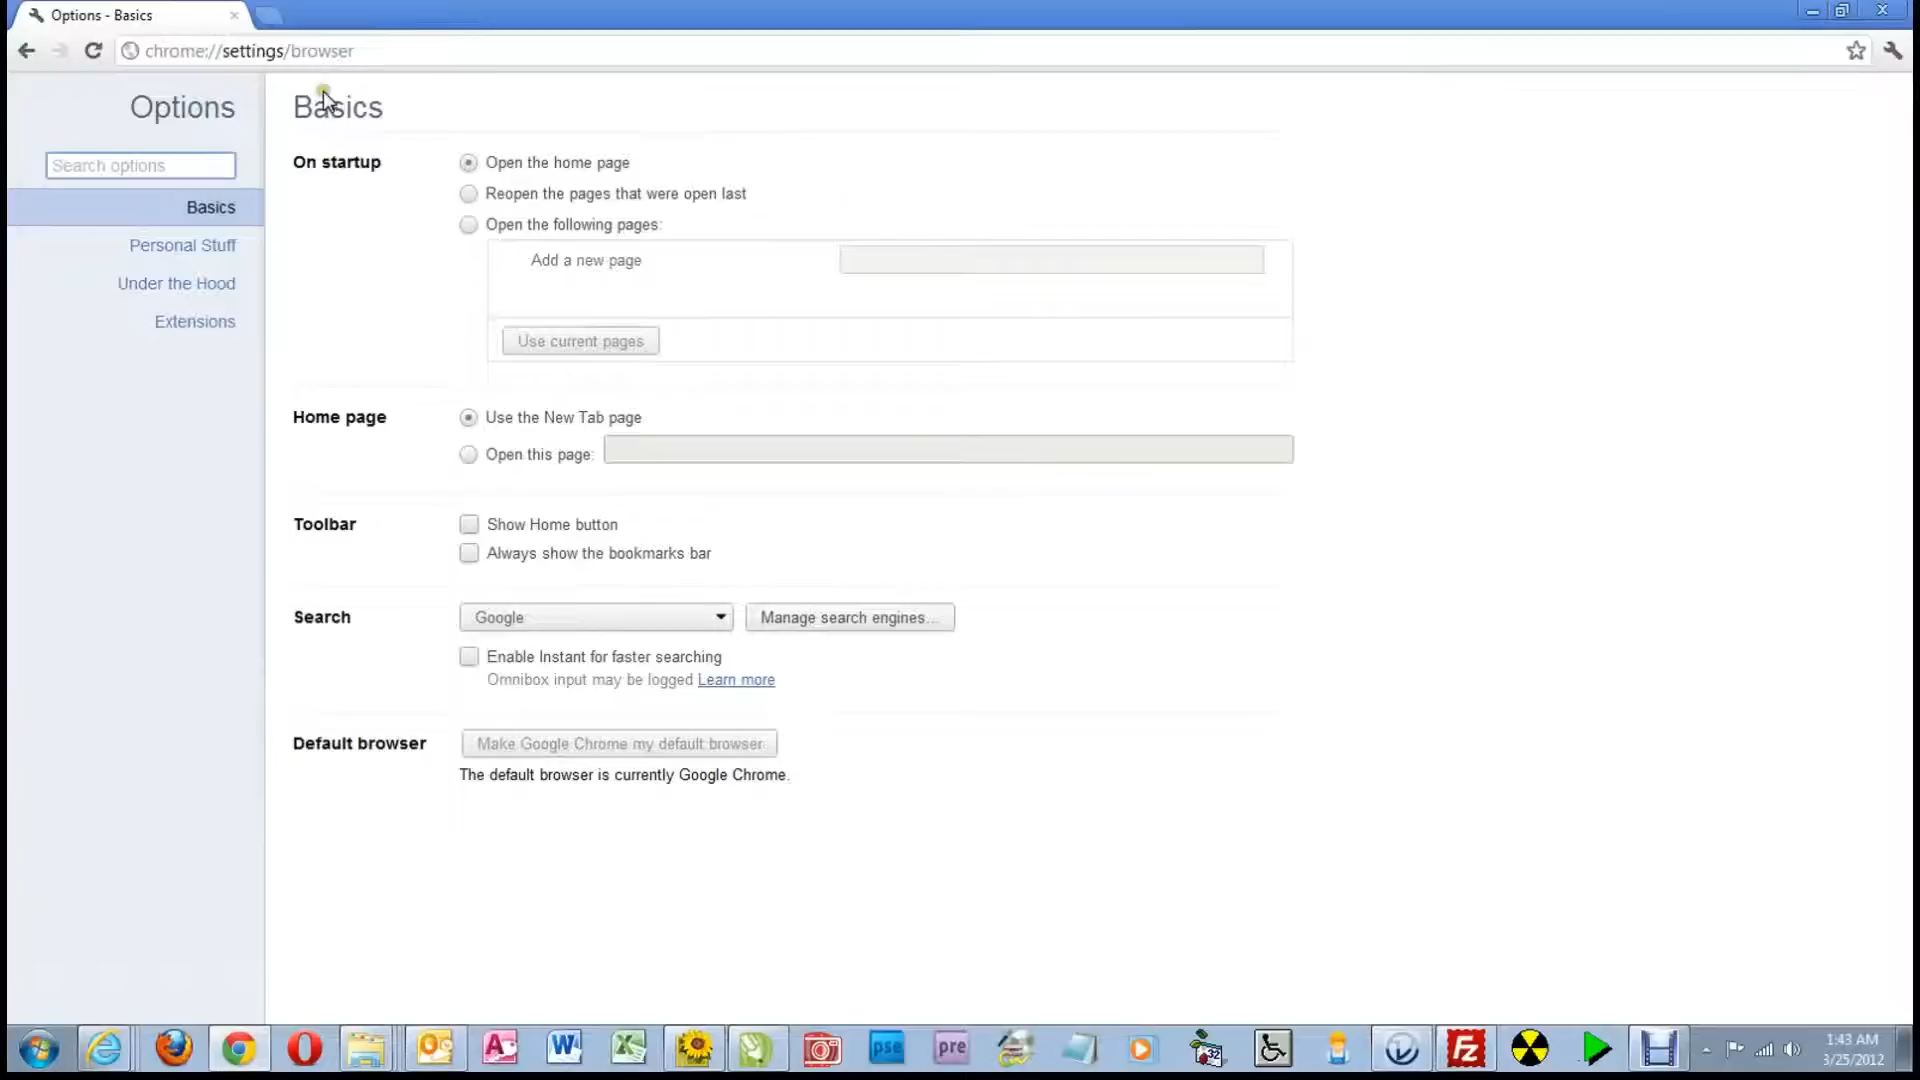 Options - Basics
chrome://settings/browser
Options
Search options
Basics
Personal Stuff
Under the Hood
Extensions
Basics
On startup
Open the home page
Reopen the pages that were open last
Open the following pages:
Add a new page
Use current pages
Home page
Use the New Tab page
Open this page:
Toolbar
Show Home button
Always show the bookmarks bar
Search
Google
Manage search engines...
Enable Instant for faster searching
Omnibox input may be logged Learn more
Default browser
Make Google Chrome my default browser
The default browser is currently Google Chrome.
pse
pre
32
Fz
1:43 AM
3/25/2012